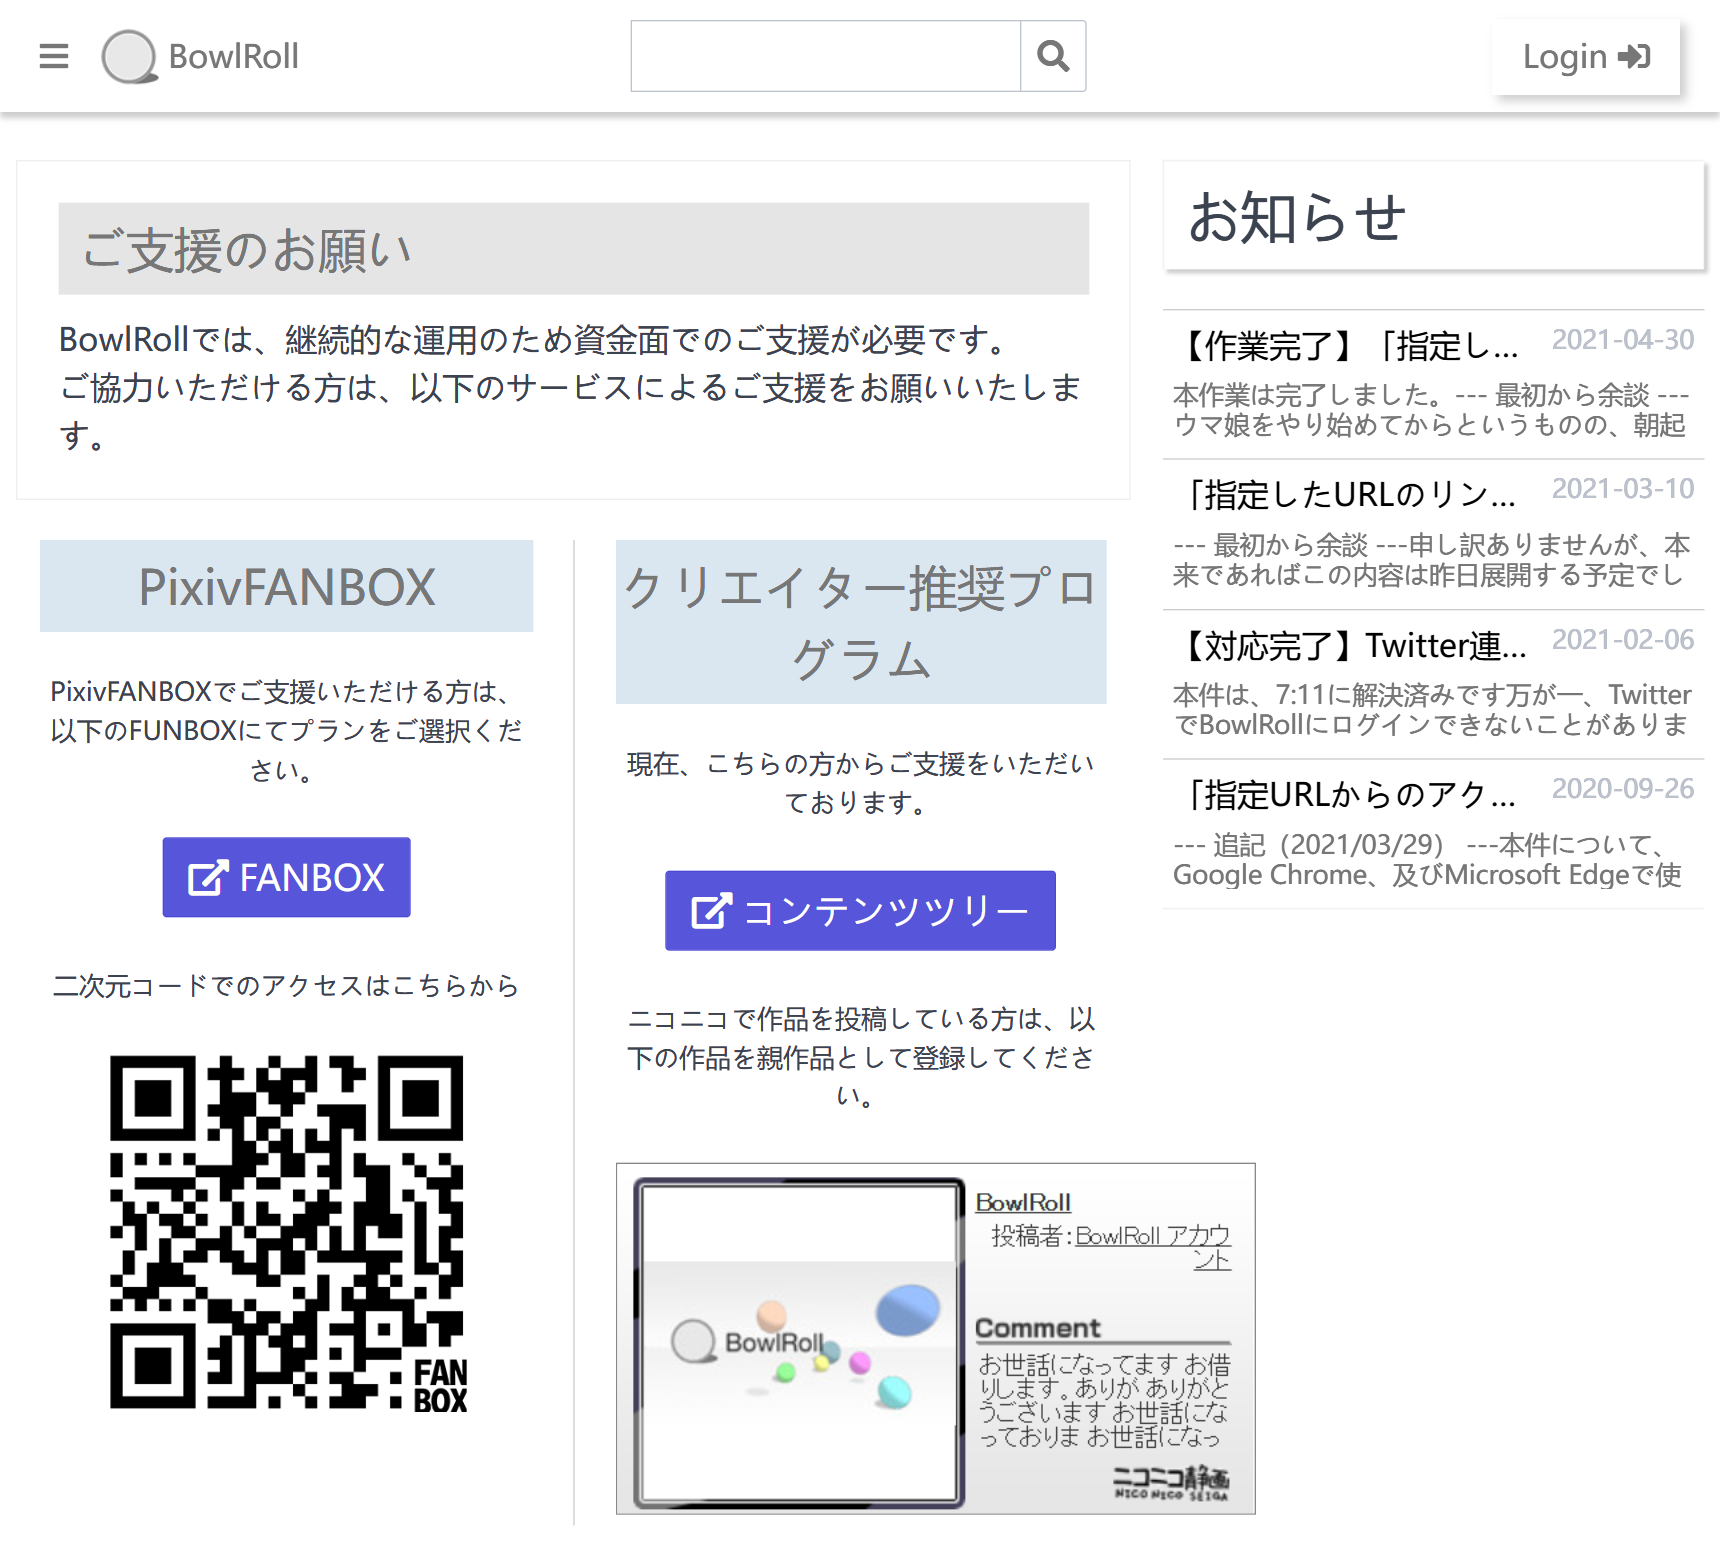 BowlRoll
Login
ご支援のお願い
BowlRollでは、継続的な運用のため資金面でのご支援が必要です。
ご協力いただける方は、以下のサービスによるご支援をお願いいたしま
す。
PixivFANBOX
PixivFANBOXでご支援いただける方は、
以下のFUNBOXにてプランをご選択くだ
さい。
FANBOX
二次元コードでのアクセスはこちらから
FAN
BOX
クリエイター推奨プロ
グラム
現在、こちらの方からご支援をいただい
ております。
コンテンツツリー
ニコニコで作品を投稿している方は、以
下の作品を親作品として登録してくださ
い。
BowlRoll
BowlRoll
投稿者:BowlRoll アカウ
ント
Comment
お世話になってます お借
りします。ありが ありがと
うございます お世話にな
っておりま お世話になっ
ニコニコ静画
NICO NICO SEIGA
お知らせ
【作業完了】「指定し... 2021-04-30
本作業は完了しました。--- 最初から余談 ---
ウマ娘をやり始めてからというものの、朝起
「指定したURLのリン... 2021-03-10
--- 最初から余談 ---申し訳ありませんが、本
来であればこの内容は昨日展開する予定でし
【対応完了】Twitter連... 2021-02-06
本件は、7:11に解決済みです万が一、Twitter
でBowlRollにログインできないことがありま
「指定URLからのアク... 2020-09-26
--- 追記（2021/03/29） ---本件について、
Google Chrome、及びMicrosoft Edgeで使